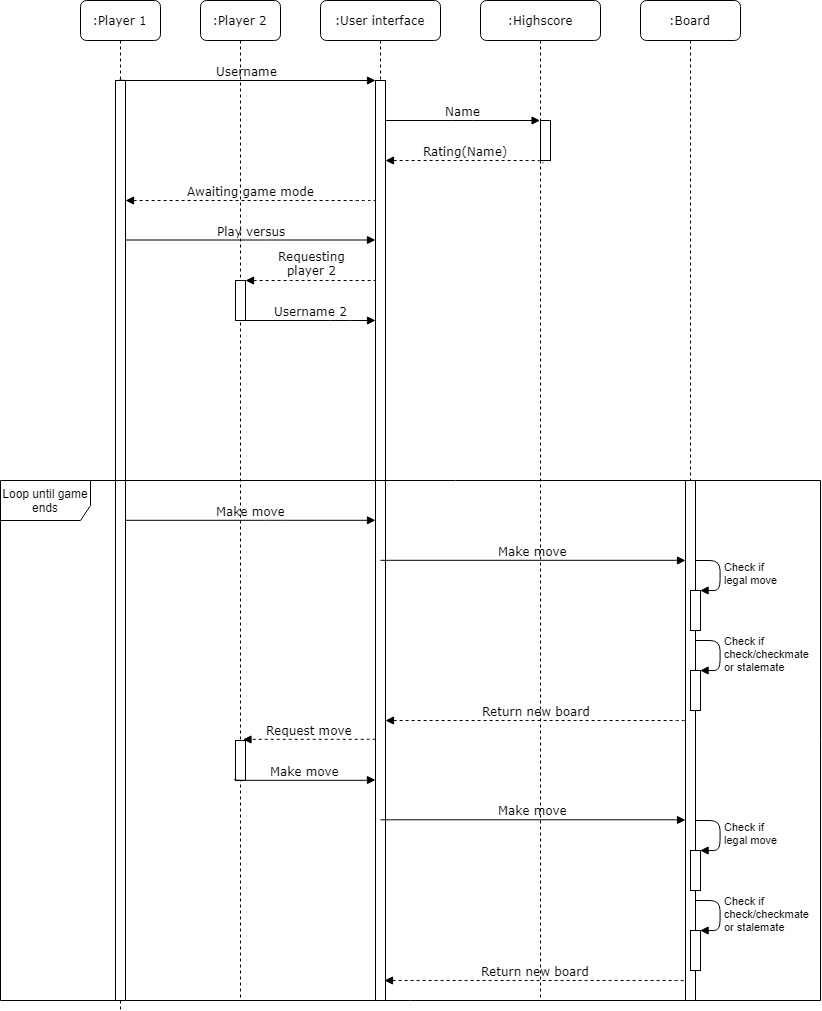 :Player 1
:Player 2
:User interface
:Highscore
:Board
Username
Name
Rating(Name)
Awaiting game mode
Play versus
Requesting
player 2
Username 2
Loop until game
ends
Make move
Make move
Check if
legal move
Check if
check/checkmate
or stalemate
Return new board
Request move
Make move
Make move
Check if
legal move
Check if
check/checkmate
or stalemate
Return new board